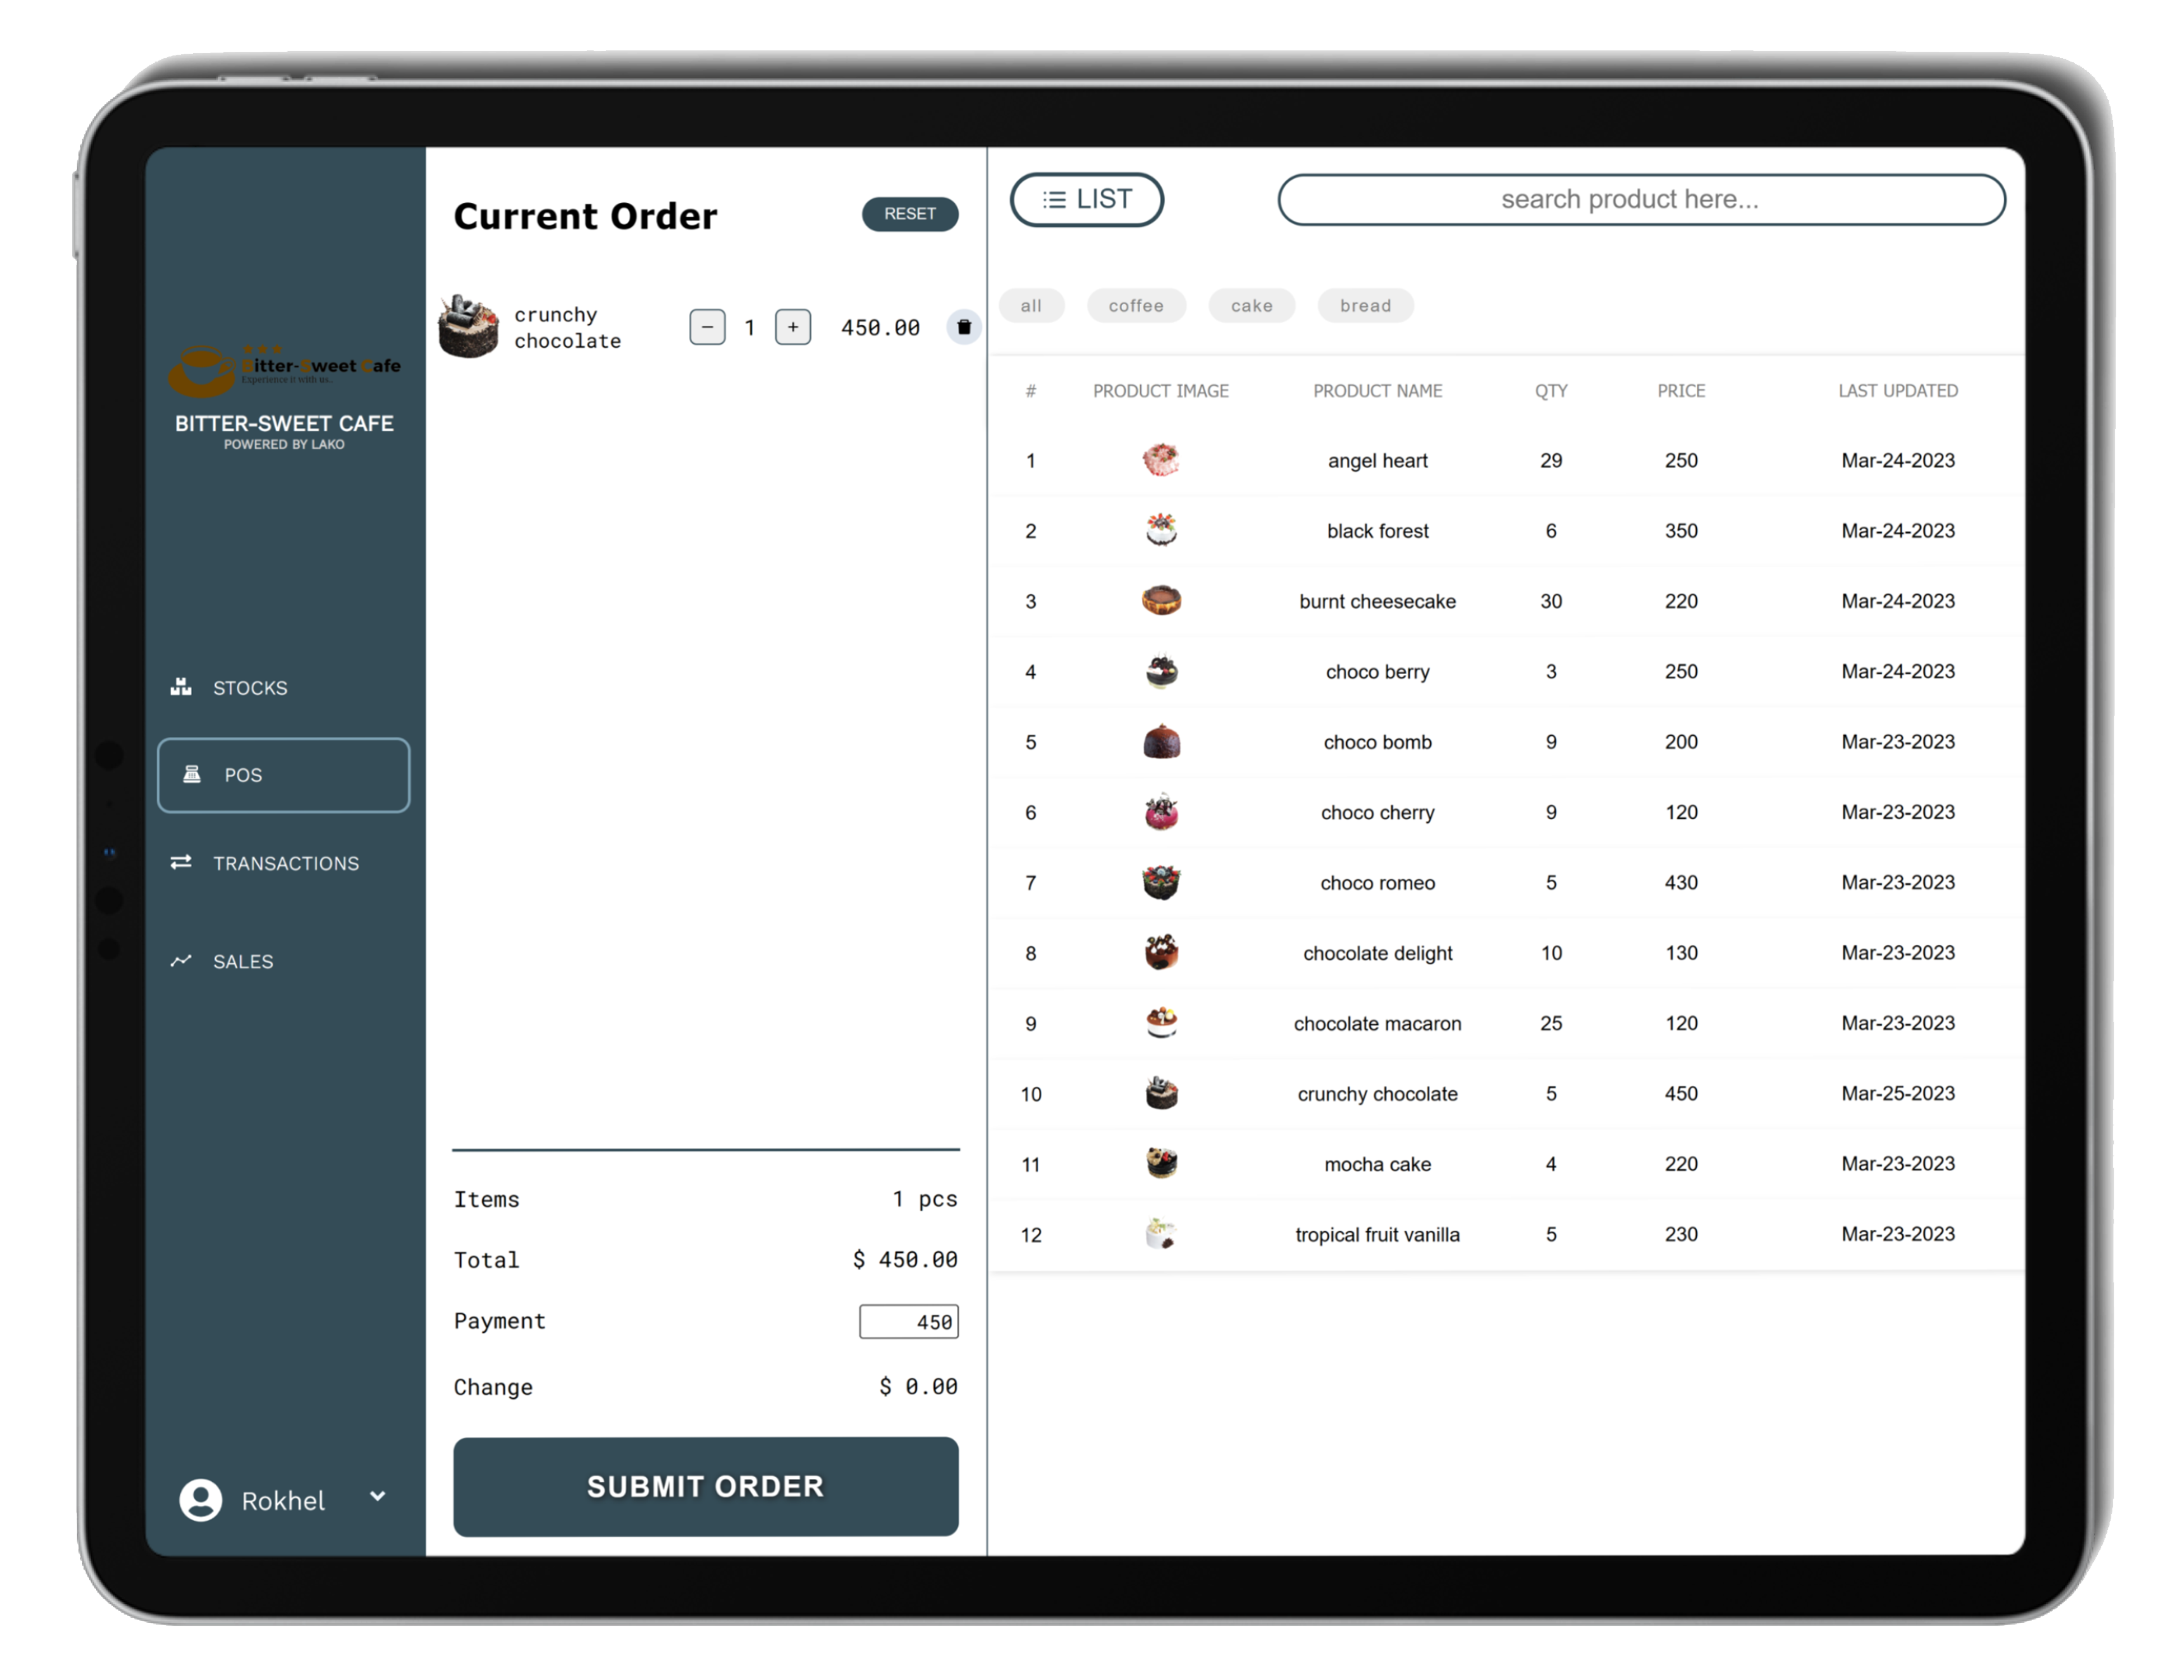 Bitter-Sweet Cafe
Experience it with us..
BITTER-SWEET CAFE
POWERED BY LAKO
STOCKS
POS
TRANSACTIONS
SALES
Rokhel
Current Order
RESET
crunchy
chocolate
− 1 + 450.00
Items 1 pcs
Total $ 450.00
Payment 450
Change $ 0.00
SUBMIT ORDER
LIST
search product here...
all coffee cake bread
# PRODUCT IMAGE PRODUCT NAME QTY PRICE LAST UPDATED
1 angel heart 29 250 Mar-24-2023
2 black forest 6 350 Mar-24-2023
3 burnt cheesecake 30 220 Mar-24-2023
4 choco berry 3 250 Mar-24-2023
5 choco bomb 9 200 Mar-23-2023
6 choco cherry 9 120 Mar-23-2023
7 choco romeo 5 430 Mar-23-2023
8 chocolate delight 10 130 Mar-23-2023
9 chocolate macaron 25 120 Mar-23-2023
10 crunchy chocolate 5 450 Mar-25-2023
11 mocha cake 4 220 Mar-23-2023
12 tropical fruit vanilla 5 230 Mar-23-2023